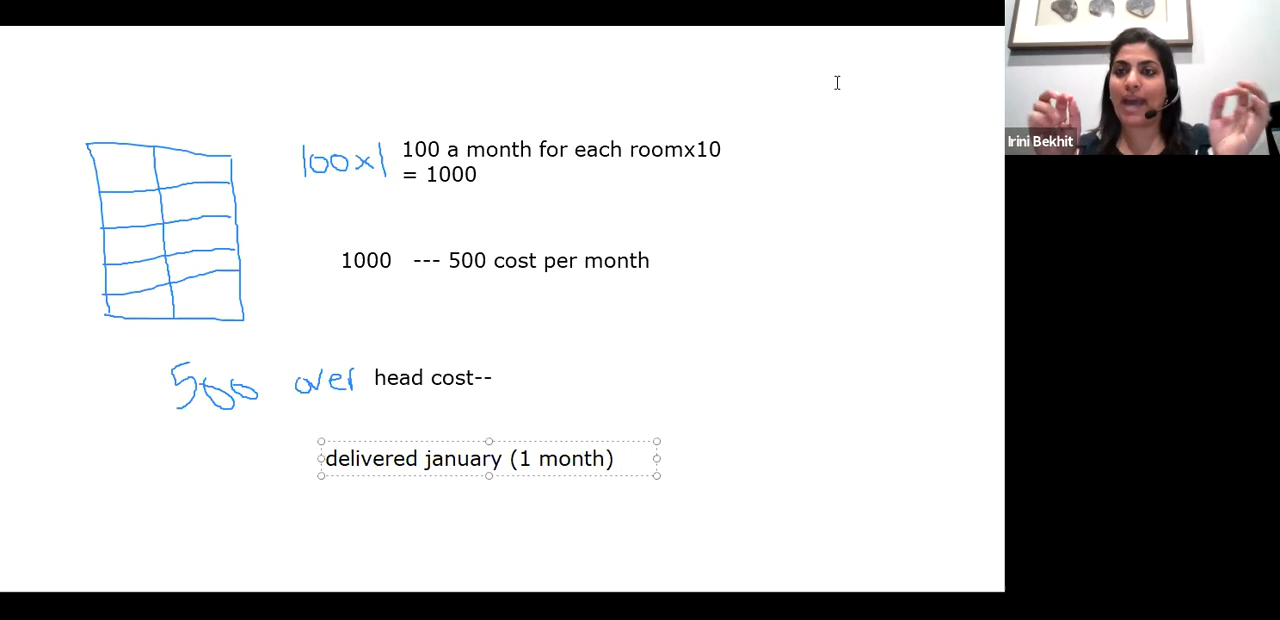 Irini Bekhit
100x1 100 a month for each roomx10
= 1000
1000 --- 500 cost per month
500 over head cost--
delivered january (1 month)